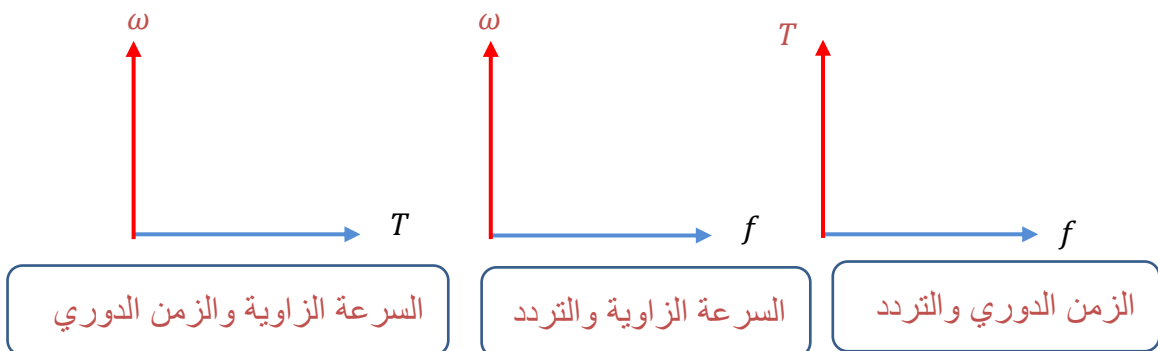 ω
ω
T
T
f
f
السرعة الزاوية والزمن الدوري
السرعة الزاوية والتردد
الزمن الدوري والتردد